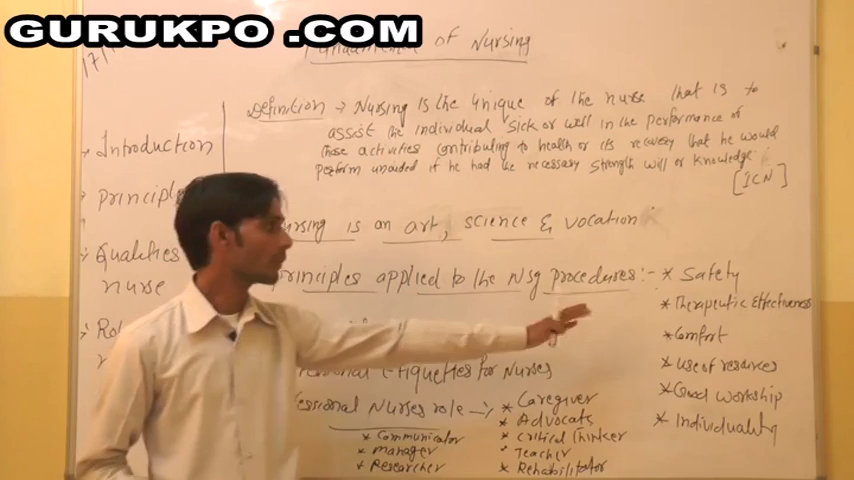 GURUKPO .COM
of Nursing
Introduction
Principle
Qualities
nurse
Definition → Nursing is the unique of the nurse that is to
assist the individual sick or well in the performance of
those activities contributing to health or its recovery that he would
perform unaided if he had the necessary strength will or knowledge
[ICN]
ursing is an art, science & vocation
principles applied to the Nsg procedures :-
* Safety
* Therapeutic Effectiveness
* Comfort
* use of resources
* Good workship
* Individuality
Etiquettes for Nurses
essional Nurses role -:
* Caregiver
* Advocats
* critical Thinker
* Teacher
* Rehabilitator
* Communicator
* manager
* Researcher